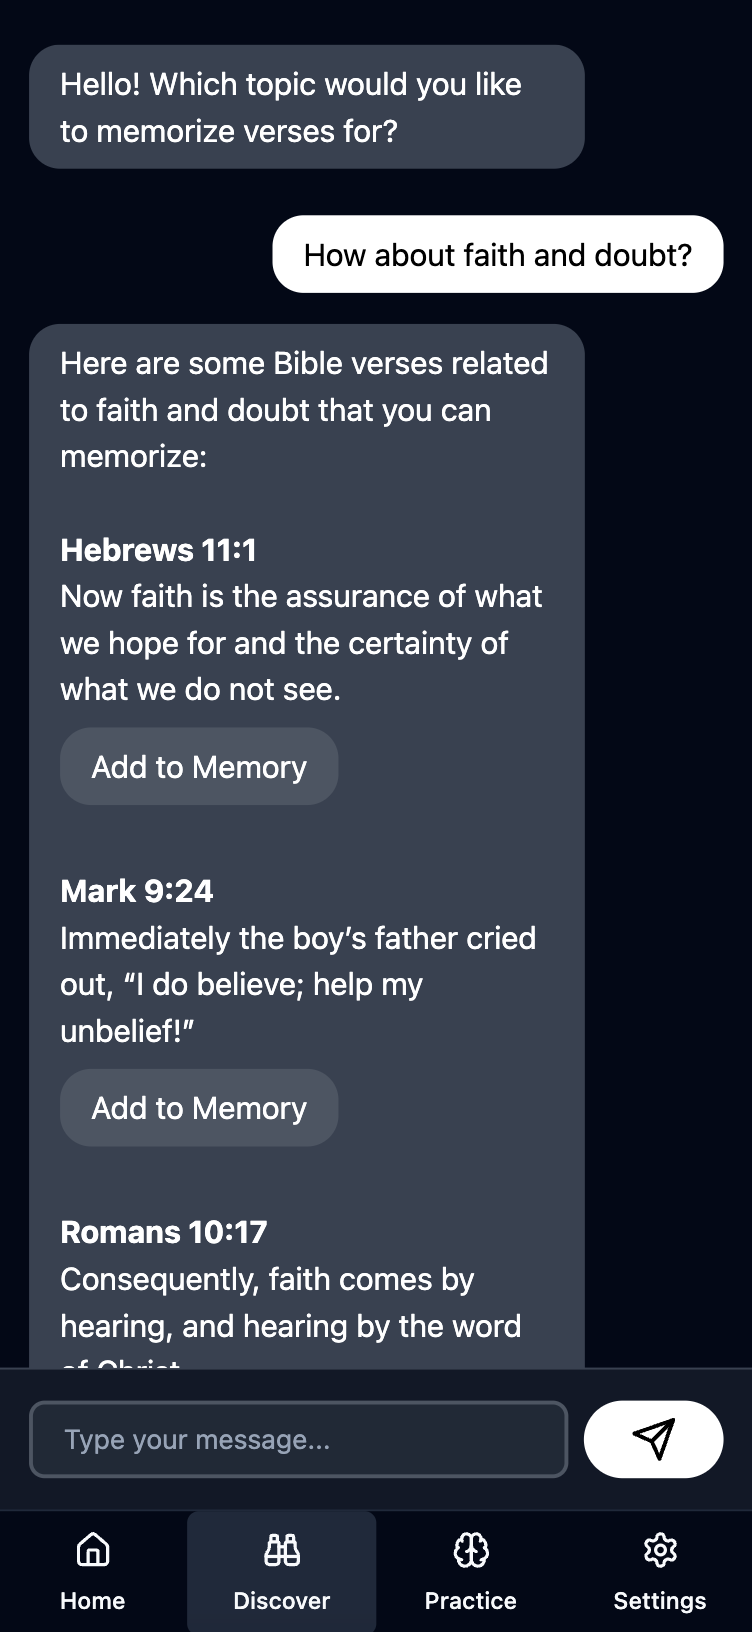 Hello! Which topic would you like
to memorize verses for?
How about faith and doubt?
Here are some Bible verses related
to faith and doubt that you can
memorize:
Hebrews 11:1
Now faith is the assurance of what
we hope for and the certainty of
what we do not see.
Add to Memory
Mark 9:24
Immediately the boy’s father cried
out, “I do believe; help my
unbelief!”
Add to Memory
Romans 10:17
Consequently, faith comes by
hearing, and hearing by the word
of Christ
Type your message...
Home
Discover
Practice
Settings